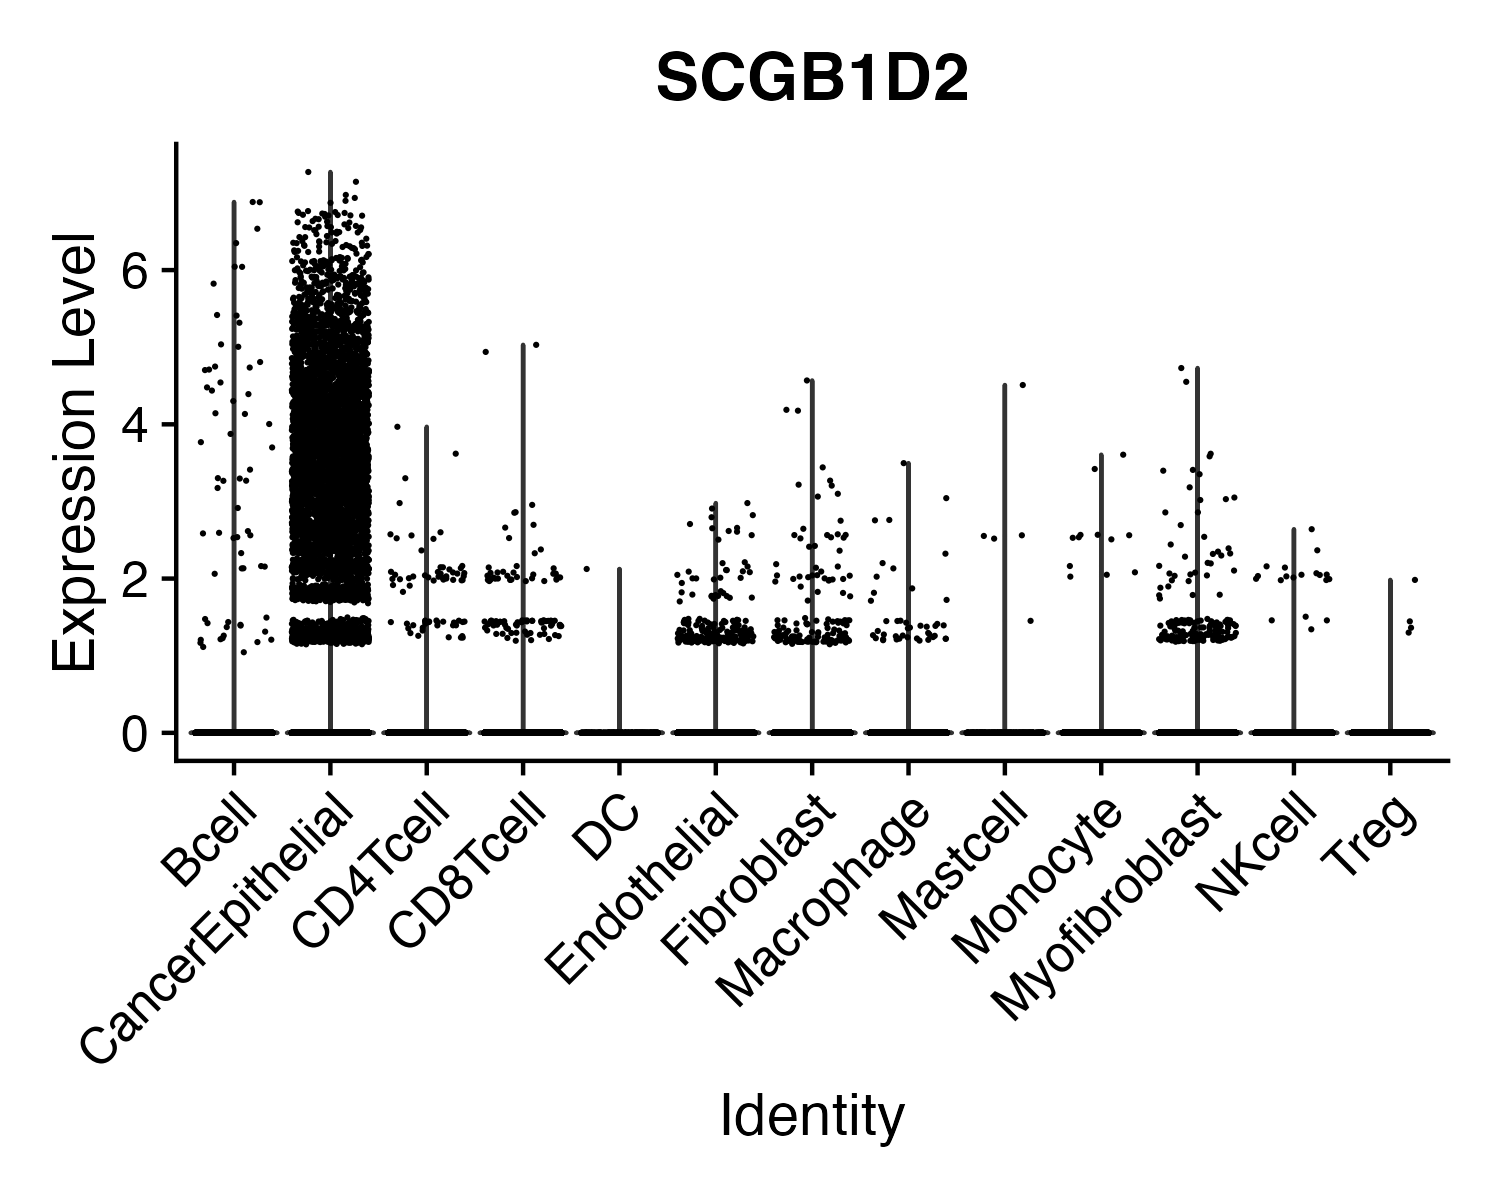 SCGB1D2
Expression Level
6
4
2
0
Bcell
CancerEpithelial
CD4Tcell
CD8Tcell
DC
Endothelial
Fibroblast
Macrophage
Mastcell
Monocyte
Myofibroblast
NKcell
Treg
Identity